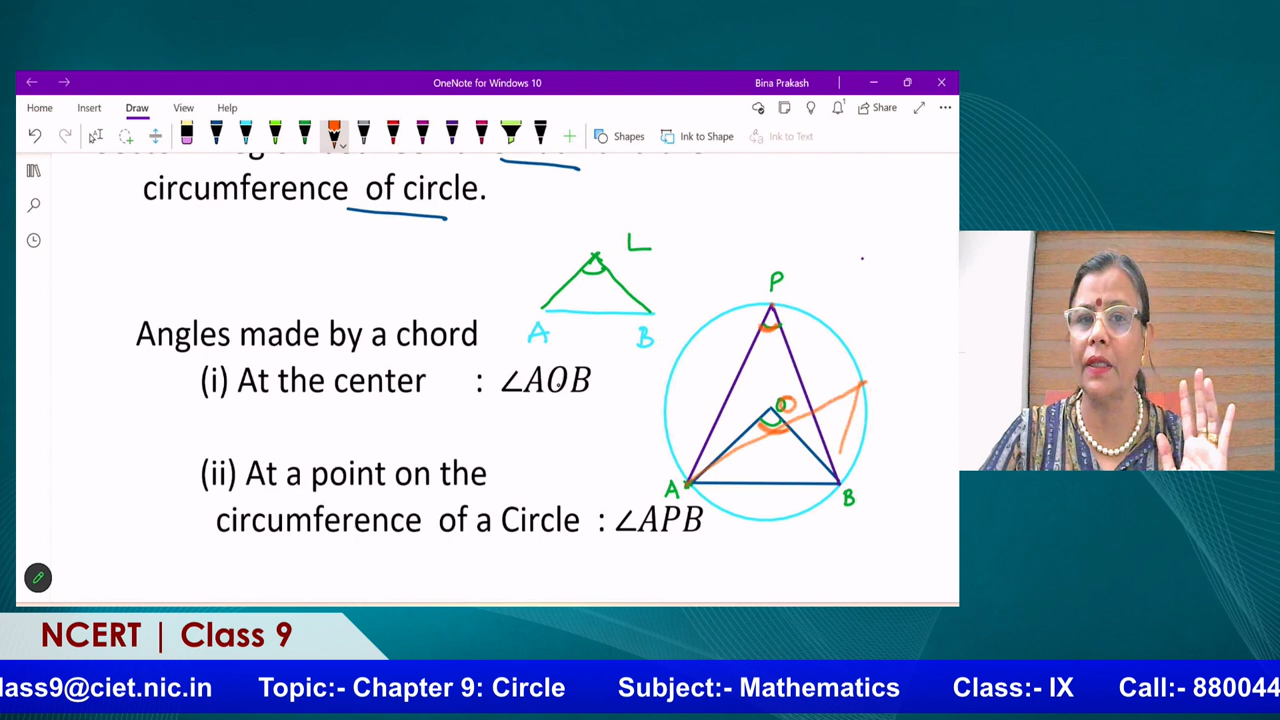 OneNote for Windows 10
Bina Prakash
Home Insert Draw View Help
Share
Shapes Ink to Shape Ink to Text
circumference of circle.
L
A B
P
Angles made by a chord
(i) At the center : ∠AOB
O
(ii) At a point on the
A B
circumference of a Circle : ∠APB
NCERT | Class 9
lass9@ciet.nic.in Topic:- Chapter 9: Circle Subject:- Mathematics Class:- IX Call:- 880044